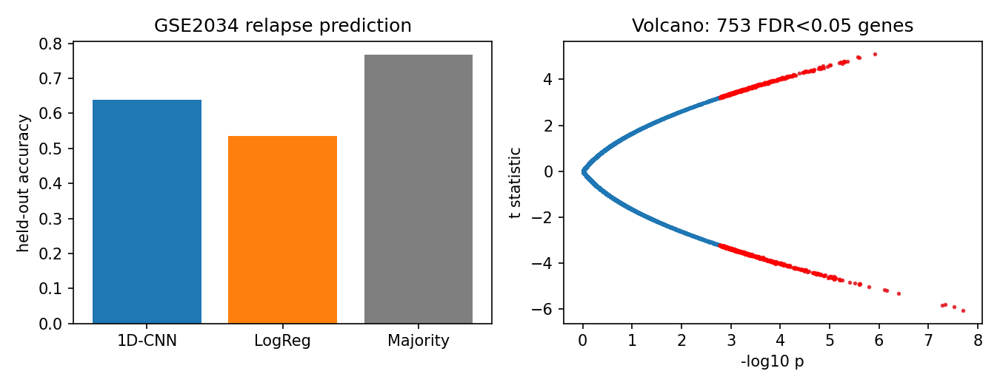 GSE2034 relapse prediction
held-out accuracy
0.8
0.7
0.6
0.5
0.4
0.3
0.2
0.1
0.0
1D-CNN LogReg Majority
Volcano: 753 FDR<0.05 genes
t statistic
4
2
0
−2
−4
−6
0 1 2 3 4 5 6 7 8
-log10 p